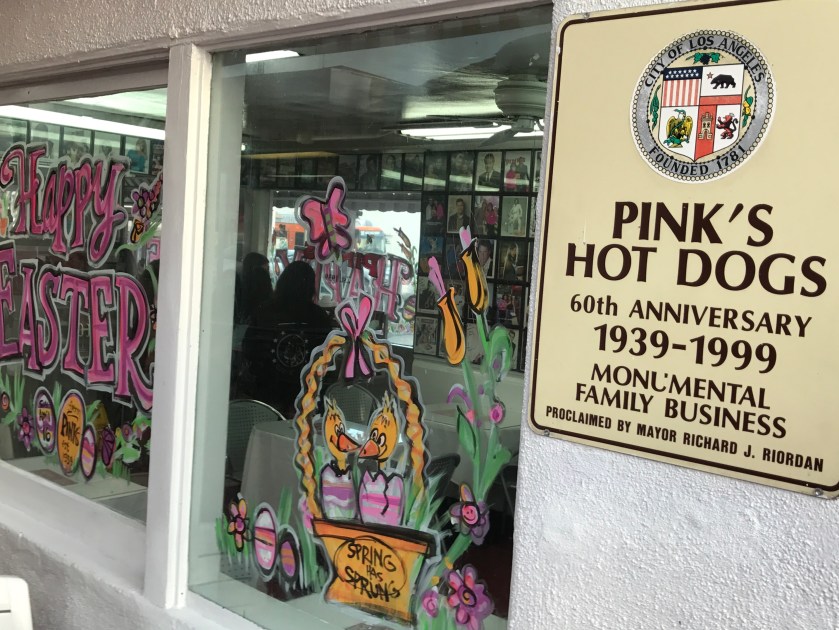 Happy
EASTER
PINK'S
SPRING
HAS
SPRUNG
CITY OF LOS ANGELES
FOUNDED 1781
PINK'S
HOT DOGS
60th ANNIVERSARY
1939-1999
MONUMENTAL
FAMILY BUSINESS
PROCLAIMED BY MAYOR RICHARD J. RIORDAN